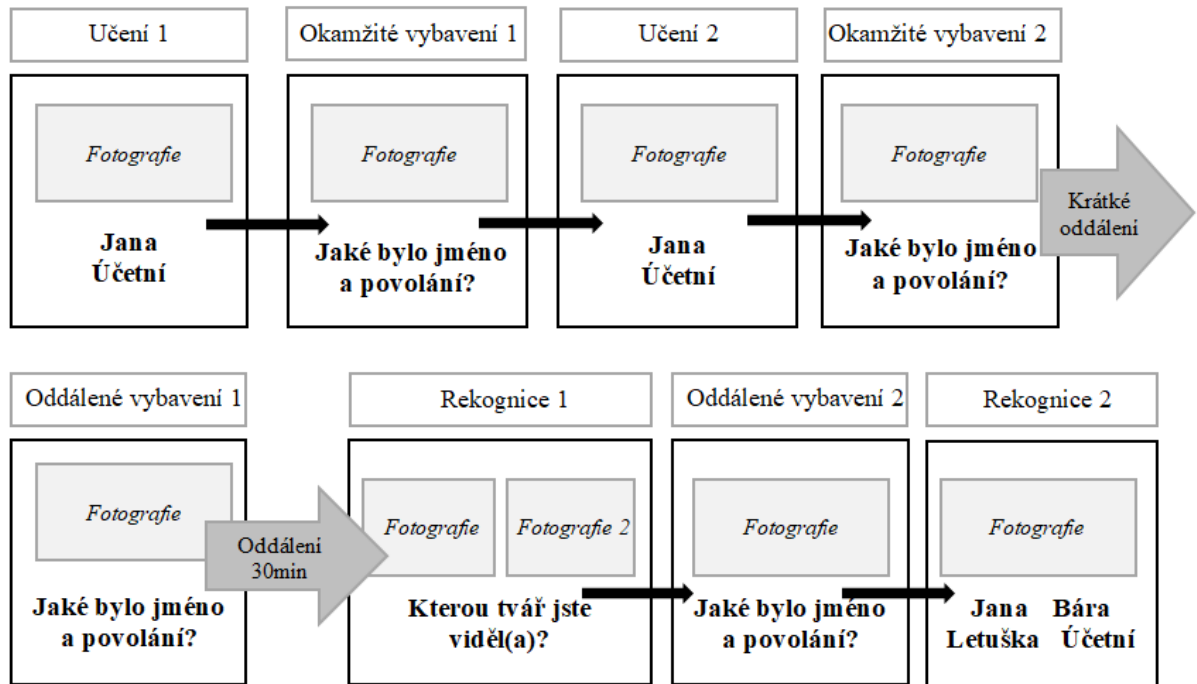 Učení 1
Okamžité vybavení 1
Učení 2
Okamžité vybavení 2
Fotografie
Jana
Účetní
Fotografie
Jaké bylo jméno
a povolání?
Fotografie
Jana
Účetní
Fotografie
Jaké bylo jméno
a povolání?
Krátké
oddálení
Oddálené vybavení 1
Rekognice 1
Oddálené vybavení 2
Rekognice 2
Fotografie
Jaké bylo jméno
a povolání?
Oddálení
30min
Fotografie
Fotografie 2
Kterou tvář jste
viděl(a)?
Fotografie
Jaké bylo jméno
a povolání?
Fotografie
Jana Bára
Letuška Účetní